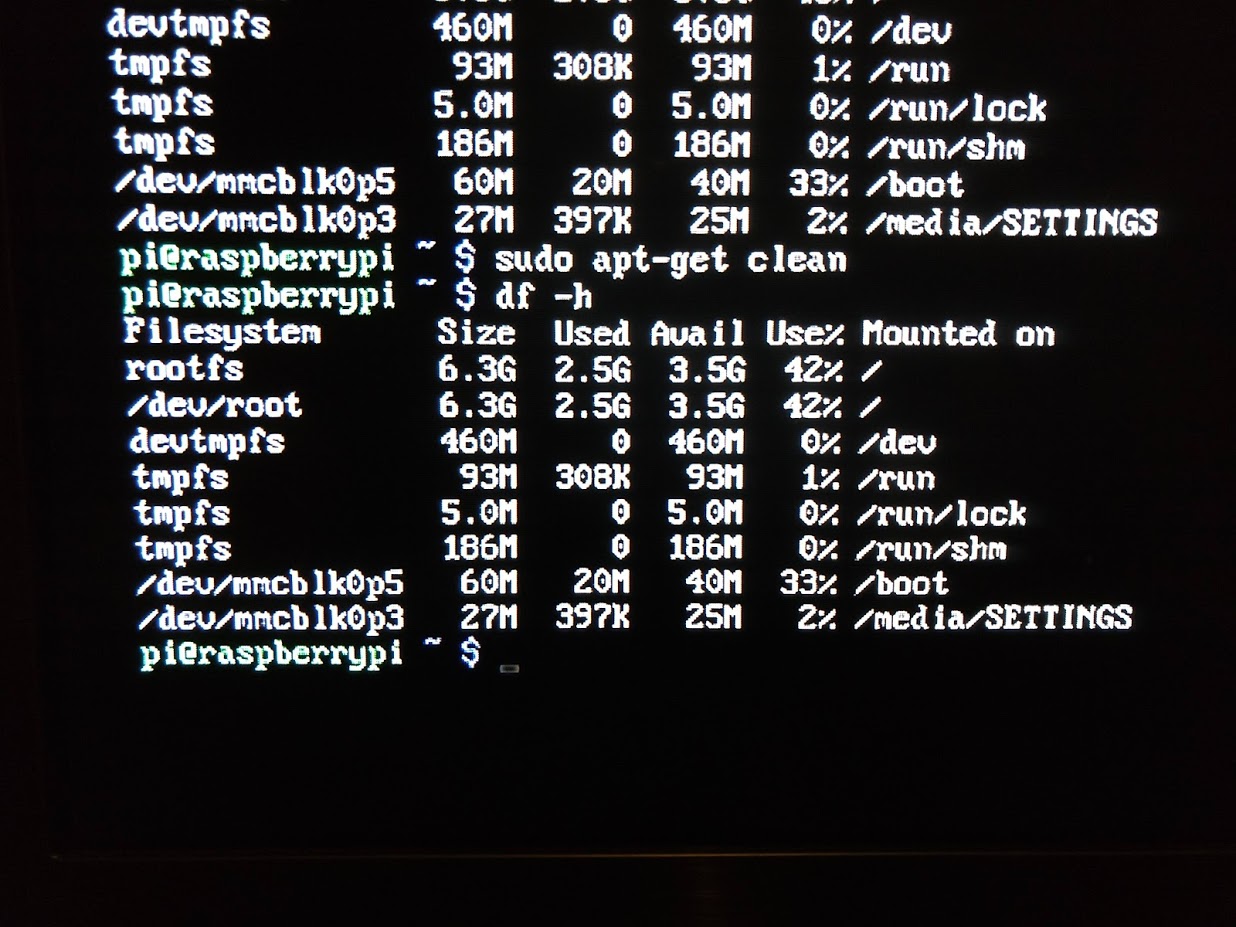 devtmpfs 460M 0 460M 0% /dev
tmpfs 93M 308K 93M 1% /run
tmpfs 5.0M 0 5.0M 0% /run/lock
tmpfs 186M 0 186M 0% /run/shm
/dev/mmcblk0p5 60M 20M 40M 33% /boot
/dev/mmcblk0p3 27M 397K 25M 2% /media/SETTINGS
pi@raspberrypi ~ $ sudo apt-get clean
pi@raspberrypi ~ $ df -h
Filesystem Size Used Avail Use% Mounted on
rootfs 6.3G 2.5G 3.5G 42% /
/dev/root 6.3G 2.5G 3.5G 42% /
devtmpfs 460M 0 460M 0% /dev
tmpfs 93M 308K 93M 1% /run
tmpfs 5.0M 0 5.0M 0% /run/lock
tmpfs 186M 0 186M 0% /run/shm
/dev/mmcblk0p5 60M 20M 40M 33% /boot
/dev/mmcblk0p3 27M 397K 25M 2% /media/SETTINGS
pi@raspberrypi ~ $ _